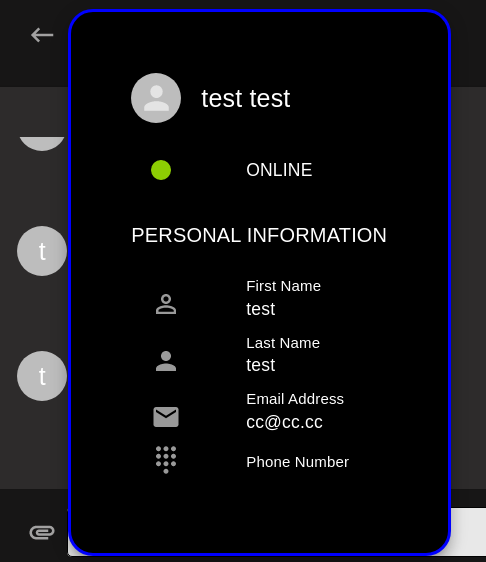 test test
ONLINE
PERSONAL INFORMATION
First Name
test
t
Last Name
test
t
Email Address
cc@cc.cc
Phone Number